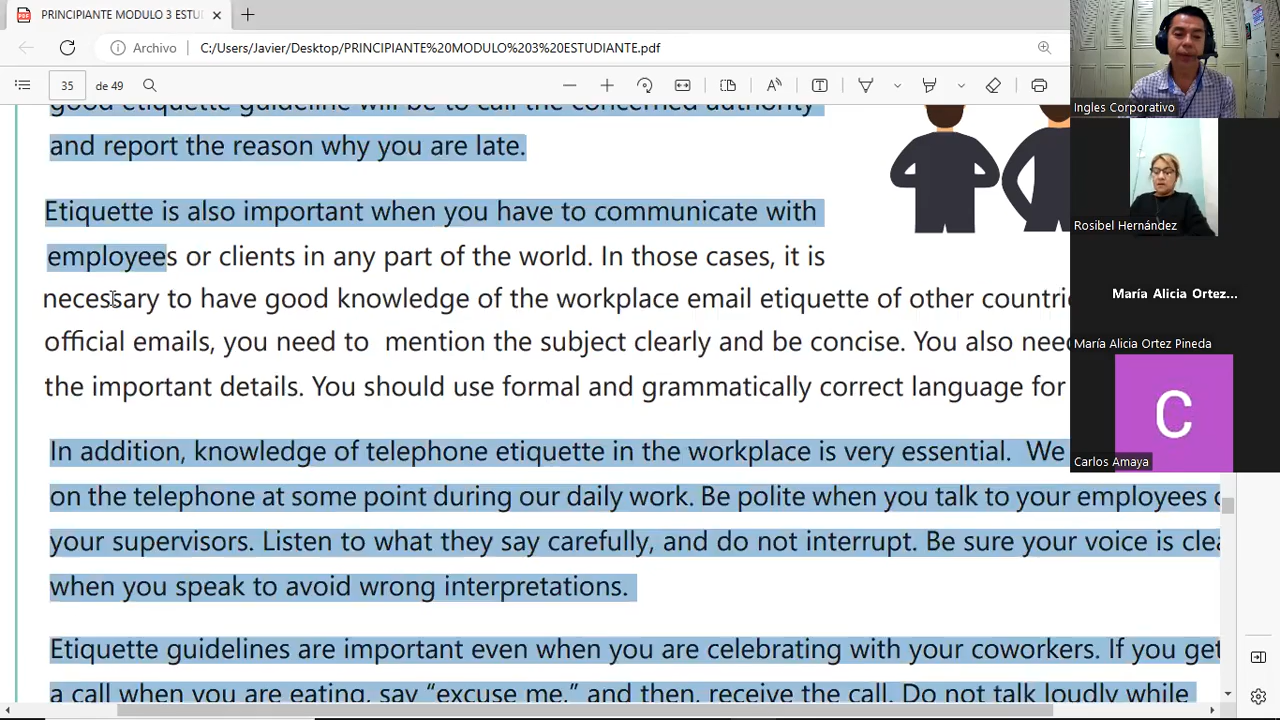 PRINCIPIANTE MODULO 3 ESTU
Archivo C:/Users/Javier/Desktop/PRINCIPIANTE%20MODULO%203%20ESTUDIANTE.pdf
35 de 49
good etiquette guideline will be to call the concerned authority
and report the reason why you are late.
Etiquette is also important when you have to communicate with
employees or clients in any part of the world. In those cases, it is
necessary to have good knowledge of the workplace email etiquette of other countri
official emails, you need to mention the subject clearly and be concise. You also nee
the important details. You should use formal and grammatically correct language for
In addition, knowledge of telephone etiquette in the workplace is very essential. We
on the telephone at some point during our daily work. Be polite when you talk to your employees o
your supervisors. Listen to what they say carefully, and do not interrupt. Be sure your voice is clea
when you speak to avoid wrong interpretations.
Etiquette guidelines are important even when you are celebrating with your coworkers. If you get
a call when you are eating, say “excuse me,” and then, receive the call. Do not talk loudly while
Ingles Corporativo
Rosibel Hernández
María Alicia Ortez...
María Alicia Ortez Pineda
C
Carlos Amaya